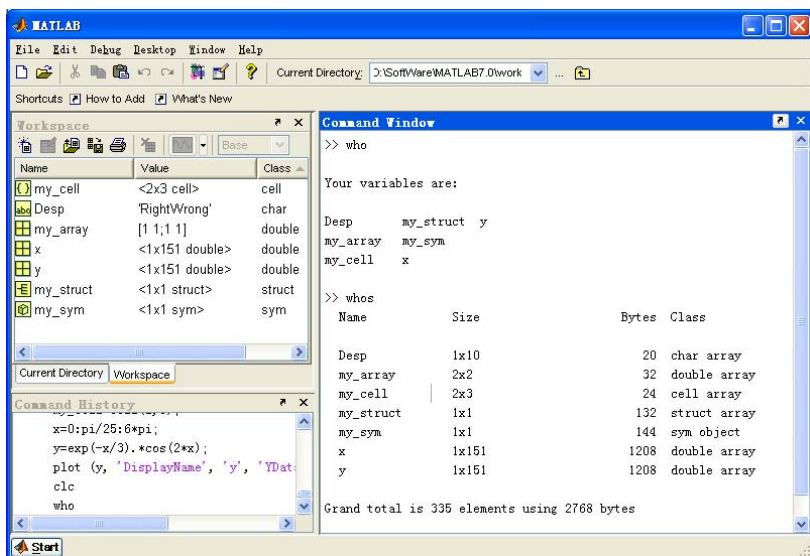 MATLAB
File Edit Debug Desktop Window Help
Current Directory: D:\SoftWare\MATLAB7.0\work ...
Shortcuts How to Add What's New
Workspace
Base
Name Value Class
my_cell <2x3 cell> cell
abc Desp 'RightWrong' char
my_array [1 1;1 1] double
x <1x151 double> double
y <1x151 double> double
my_struct <1x1 struct> struct
my_sym <1x1 sym> sym
Current Directory Workspace
Command History
x=0:pi/25:6*pi;
y=exp(-x/3).*cos(2*x);
plot (y, 'DisplayName', 'y', 'YDat
clc
who
Command Window
>> who
Your variables are:
Desp my_struct y
my_array my_sym
my_cell x
>> whos
Name Size Bytes Class
Desp 1x10 20 char array
my_array 2x2 32 double array
my_cell 2x3 24 cell array
my_struct 1x1 132 struct array
my_sym 1x1 144 sym object
x 1x151 1208 double array
y 1x151 1208 double array
Grand total is 335 elements using 2768 bytes
Start